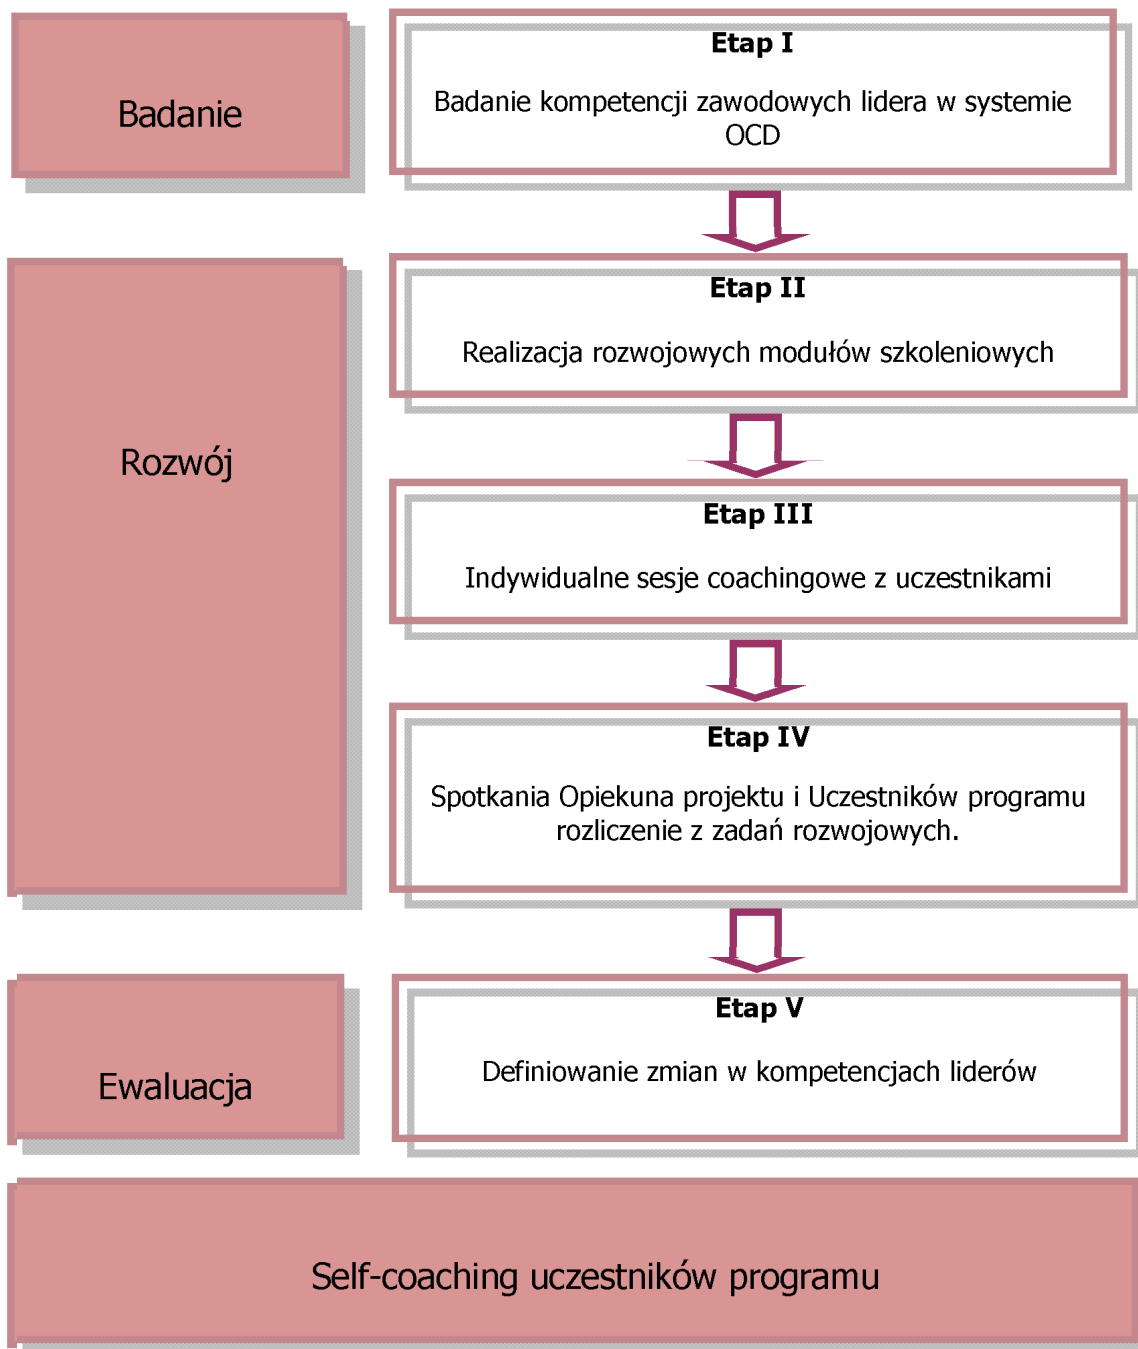 Badanie
Etap I
Badanie kompetencji zawodowych lidera w systemie
OCD
Rozwój
Etap II
Realizacja rozwojowych modułów szkoleniowych
Etap III
Indywidualne sesje coachingowe z uczestnikami
Etap IV
Spotkania Opiekuna projektu i Uczestników programu
rozliczenie z zadań rozwojowych.
Ewaluacja
Etap V
Definiowanie zmian w kompetencjach liderów
Self-coaching uczestników programu